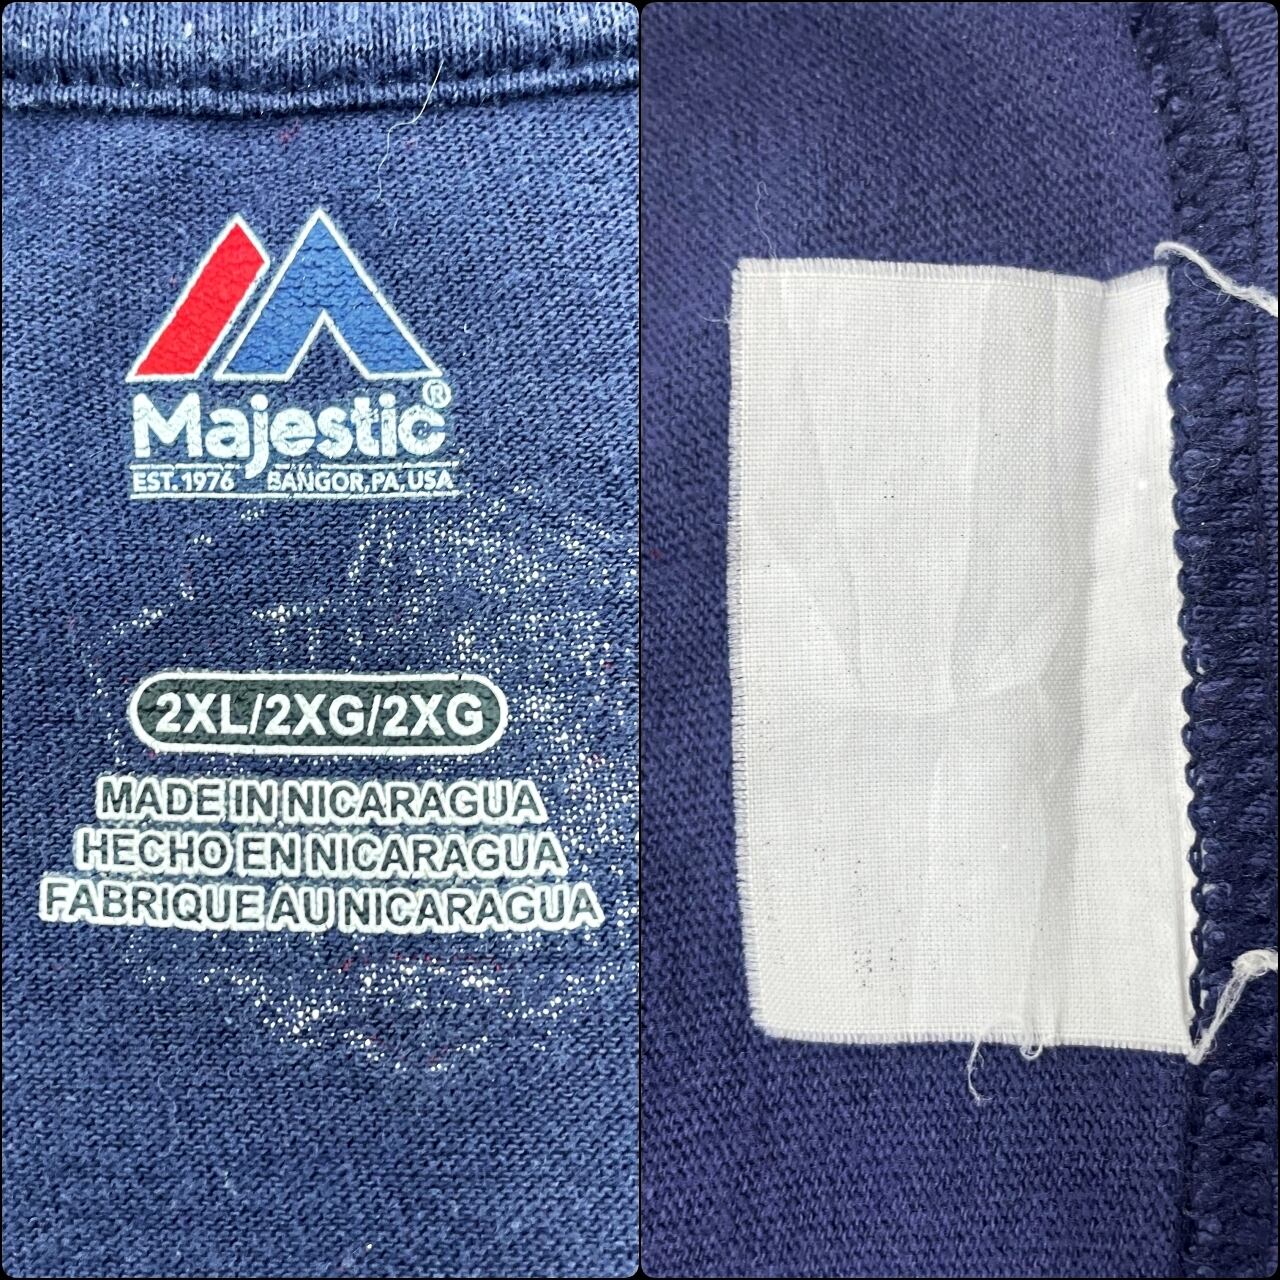 Majestic®
EST. 1976 BANGOR, PA, USA
2XL/2XG/2XG
MADE IN NICARAGUA
HECHO EN NICARAGUA
FABRIQUE AU NICARAGUA